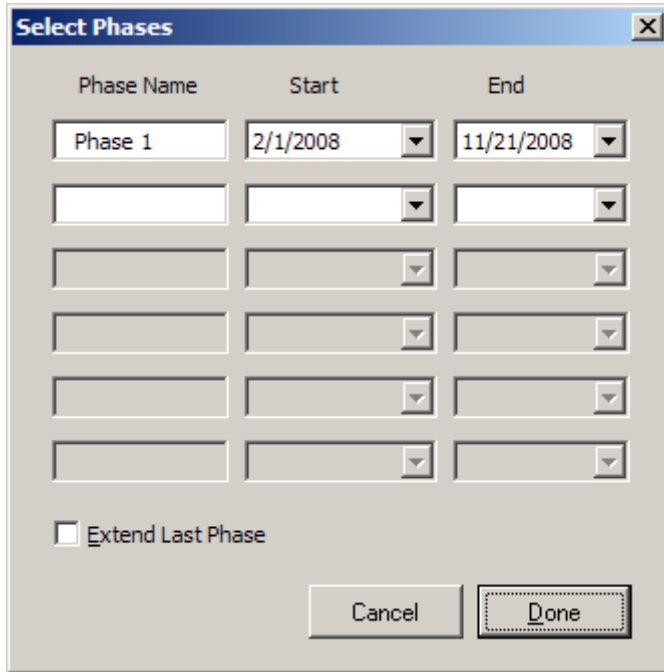 Select Phases
Phase Name Start End
Phase 1 2/1/2008 11/21/2008
Extend Last Phase
Cancel Done